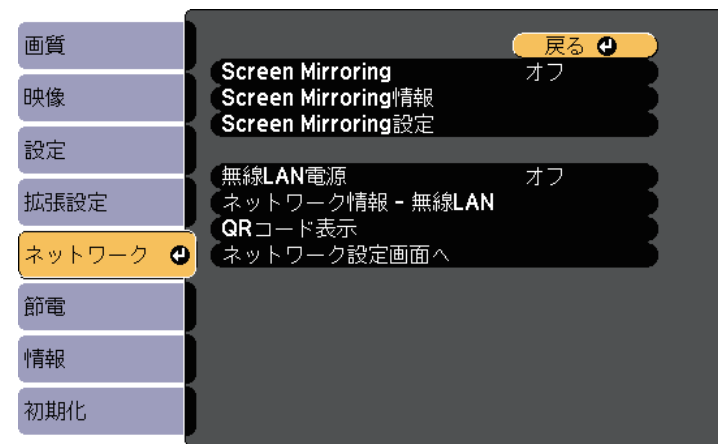 画質
映像
設定
拡張設定
ネットワーク
節電
情報
初期化
戻る
Screen Mirroring オフ
Screen Mirroring情報
Screen Mirroring設定
無線LAN電源 オフ
ネットワーク情報 - 無線LAN
QRコード表示
ネットワーク設定画面へ